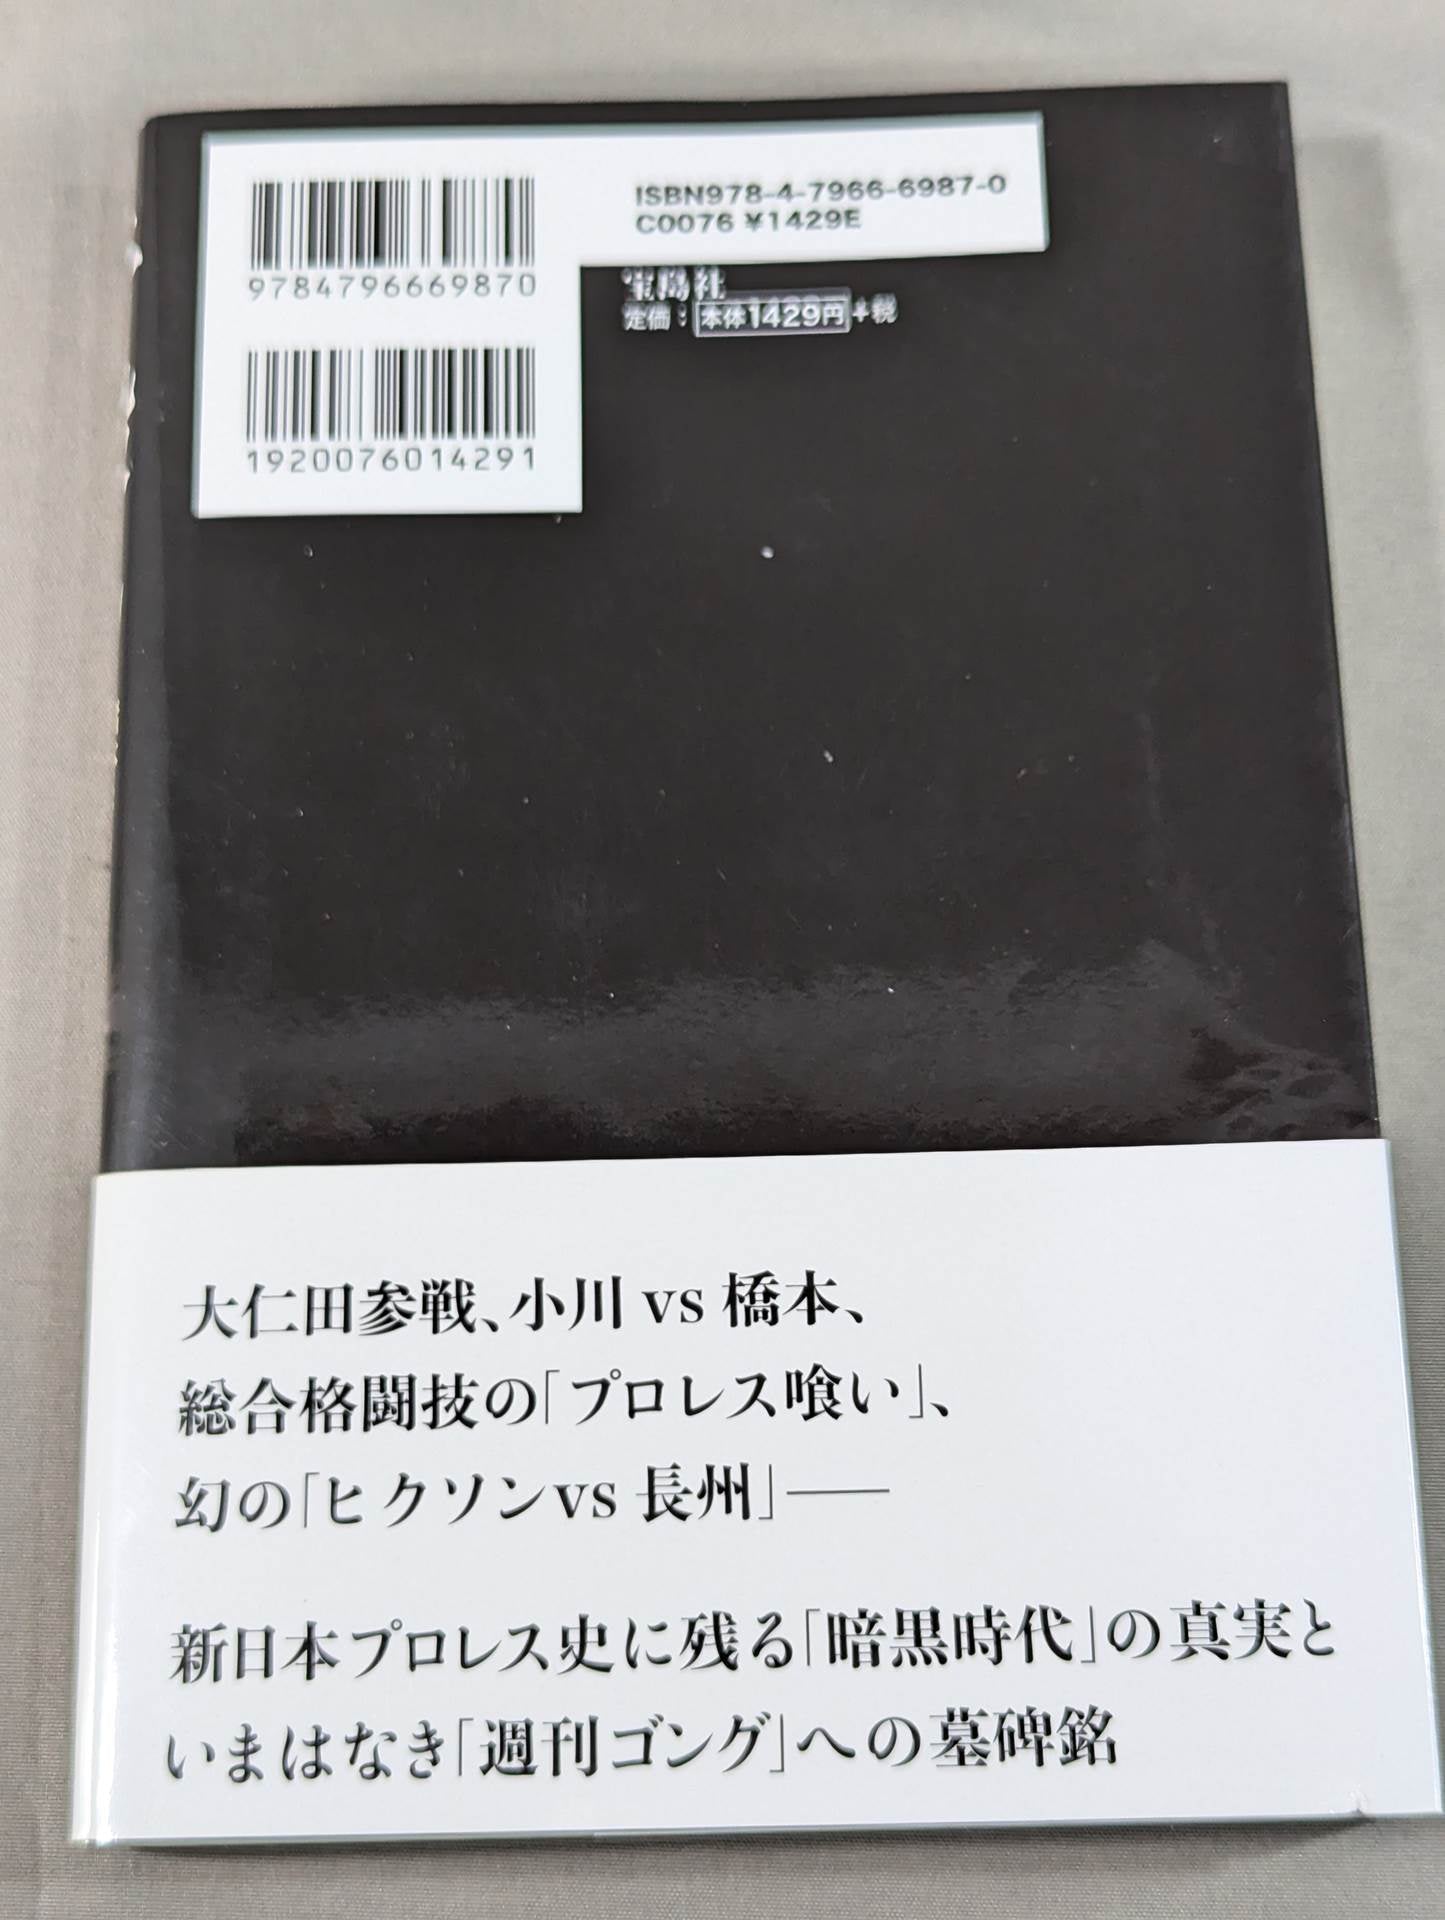 ISBN978-4-7966-6987-0
C0076 ¥1429E
9784796669870
1920076014291
宝島社
定価：本体1429円+税
大仁田参戦、小川 vs 橋本、
総合格闘技の「プロレス喰い」、
幻の「ヒクソンvs 長州」──
新日本プロレス史に残る「暗黒時代」の真実と
いまはなき「週刊ゴング」への墓碑銘